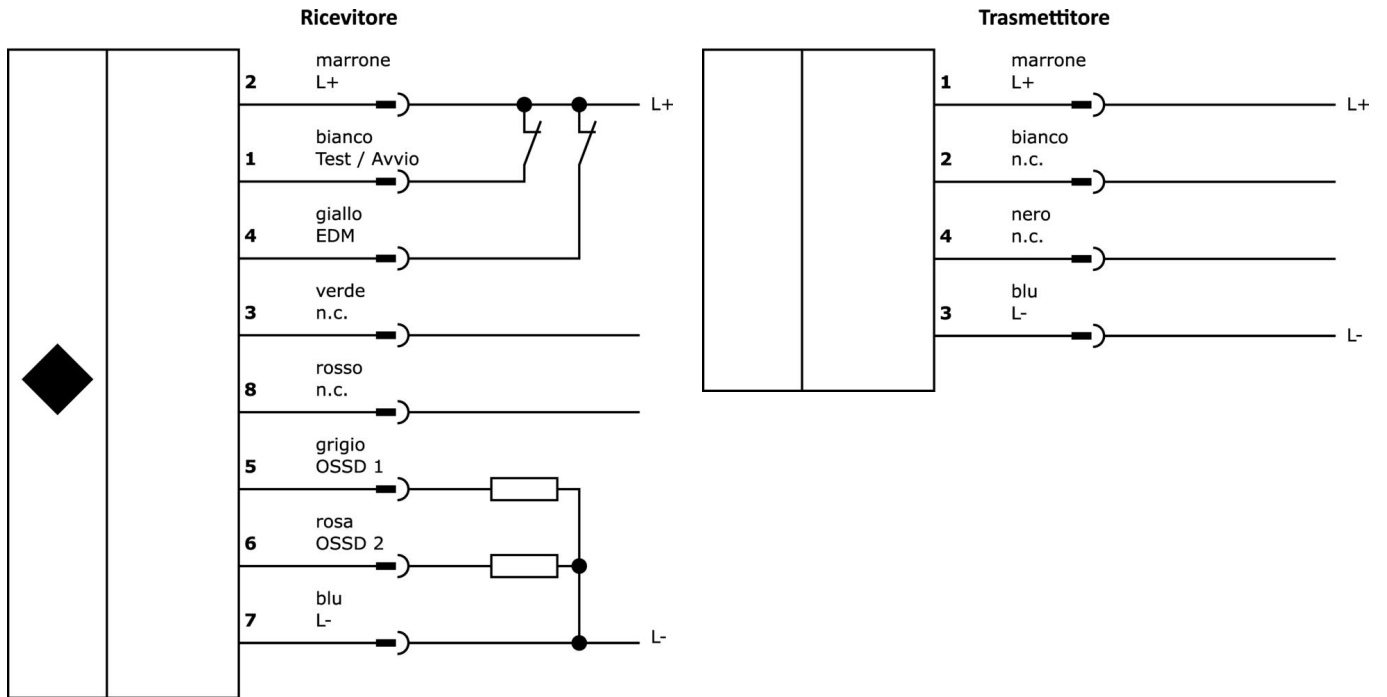 Ricevitore
marrone
2 L+
L+
bianco
1 Test / Avvio
giallo
4 EDM
verde
3 n.c.
rosso
8 n.c.
grigio
5 OSSD 1
rosa
6 OSSD 2
blu
7 L-
L-
Trasmettitore
marrone
1 L+
L+
bianco
2 n.c.
nero
4 n.c.
blu
3 L-
L-